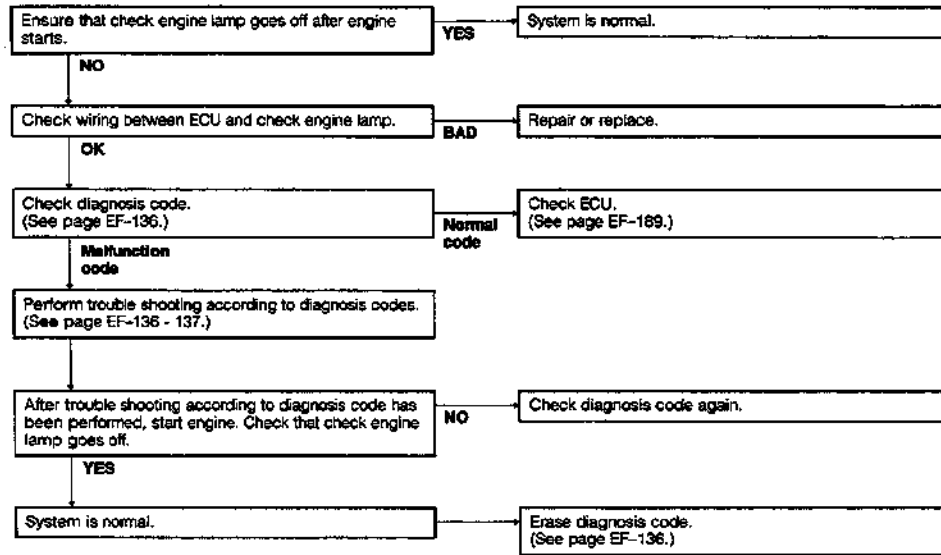 Ensure that check engine lamp goes off after engine
starts.
YES
System is normal.
NO
Check wiring between ECU and check engine lamp.
BAD
Repair or replace.
OK
Check diagnosis code.
(See page EF-136.)
Normal
code
Check ECU.
(See page EF-189.)
Malfunction
code
Perform trouble shooting according to diagnosis codes.
(See page EF-136 - 137.)
After trouble shooting according to diagnosis code has
been performed, start engine. Check that check engine
lamp goes off.
NO
Check diagnosis code again.
YES
System is normal.
Erase diagnosis code.
(See page EF-136.)